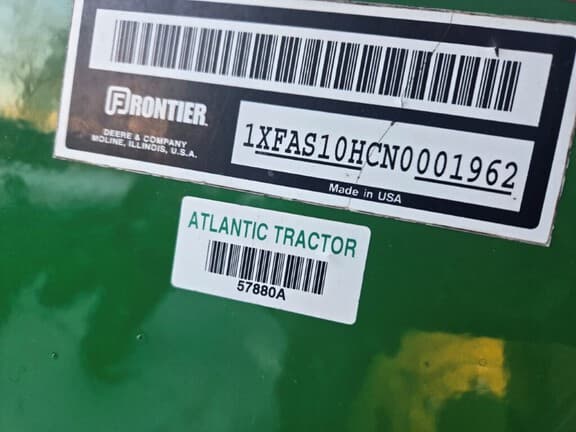 FRONTIER
DEERE & COMPANY
MOLINE, ILLINOIS, U.S.A.
1XFAS10HCN0001962
Made in USA
ATLANTIC TRACTOR
57880A